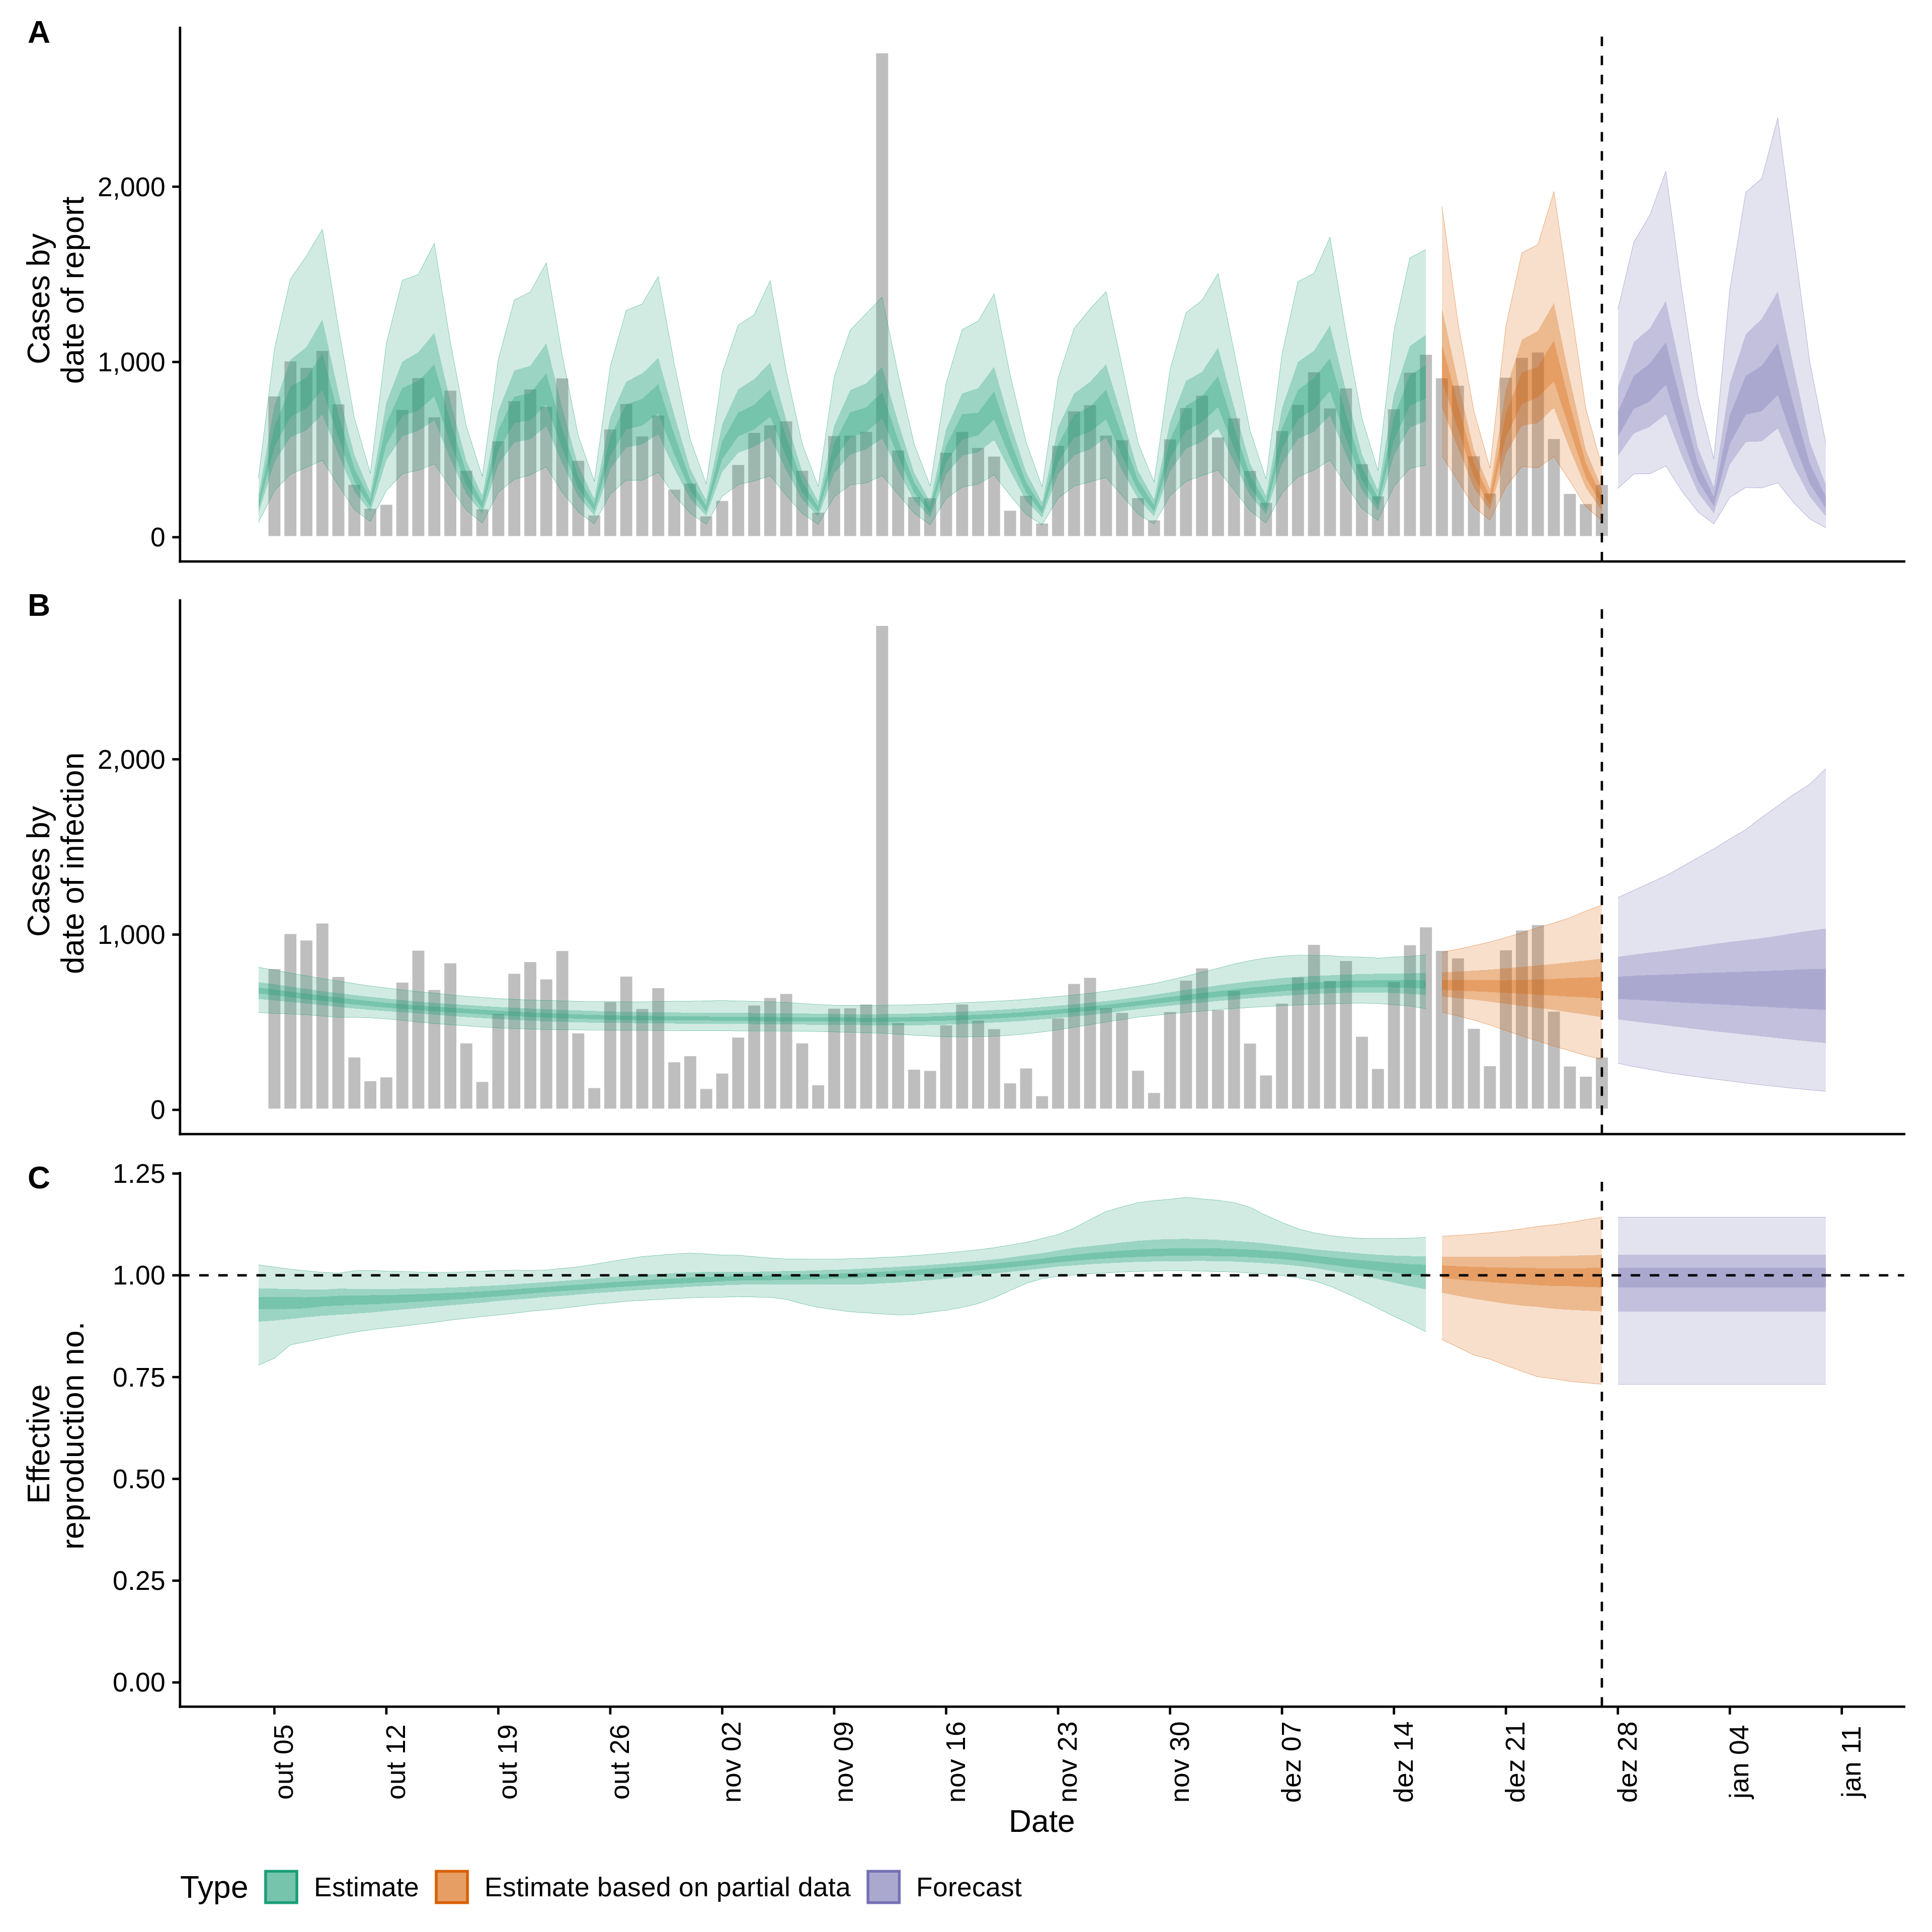 A
Cases by
date of report
2,000
1,000
0
B
Cases by
date of infection
2,000
1,000
0
C
Effective
reproduction no.
1.25
1.00
0.75
0.50
0.25
0.00
out 05
out 12
out 19
out 26
nov 02
nov 09
nov 16
nov 23
nov 30
dez 07
dez 14
dez 21
dez 28
jan 04
jan 11
Date
Type Estimate Estimate based on partial data Forecast